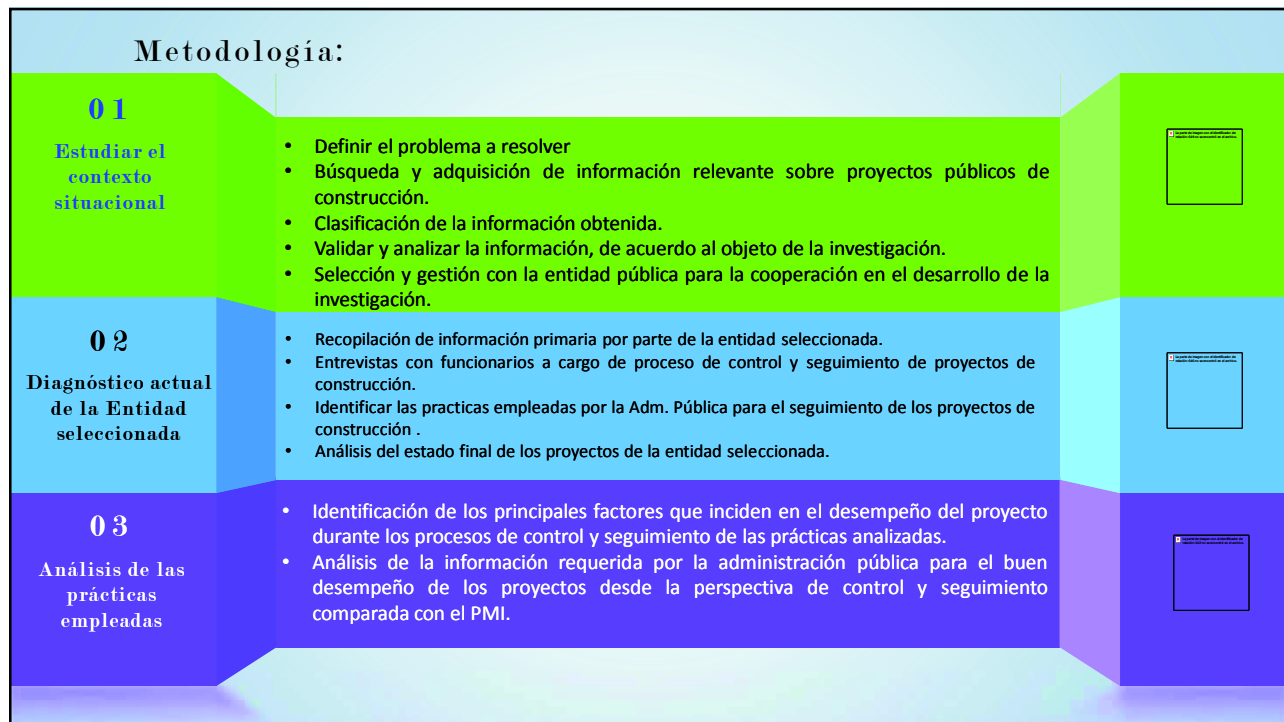 Metodología:
01
Estudiar el
contexto
situacional
• Definir el problema a resolver
• Búsqueda y adquisición de información relevante sobre proyectos públicos de
construcción.
• Clasificación de la información obtenida.
• Validar y analizar la información, de acuerdo al objeto de la investigación.
• Selección y gestión con la entidad pública para la cooperación en el desarrollo de la
investigación.
02
Diagnóstico actual
de la Entidad
seleccionada
• Recopilación de información primaria por parte de la entidad seleccionada.
• Entrevistas con funcionarios a cargo de proceso de control y seguimiento de proyectos de
construcción.
• Identificar las practicas empleadas por la Adm. Pública para el seguimiento de los proyectos de
construcción .
• Análisis del estado final de los proyectos de la entidad seleccionada.
03
Análisis de las
prácticas
empleadas
• Identificación de los principales factores que inciden en el desempeño del proyecto
durante los procesos de control y seguimiento de las prácticas analizadas.
• Análisis de la información requerida por la administración pública para el buen
desempeño de los proyectos desde la perspectiva de control y seguimiento
comparada con el PMI.